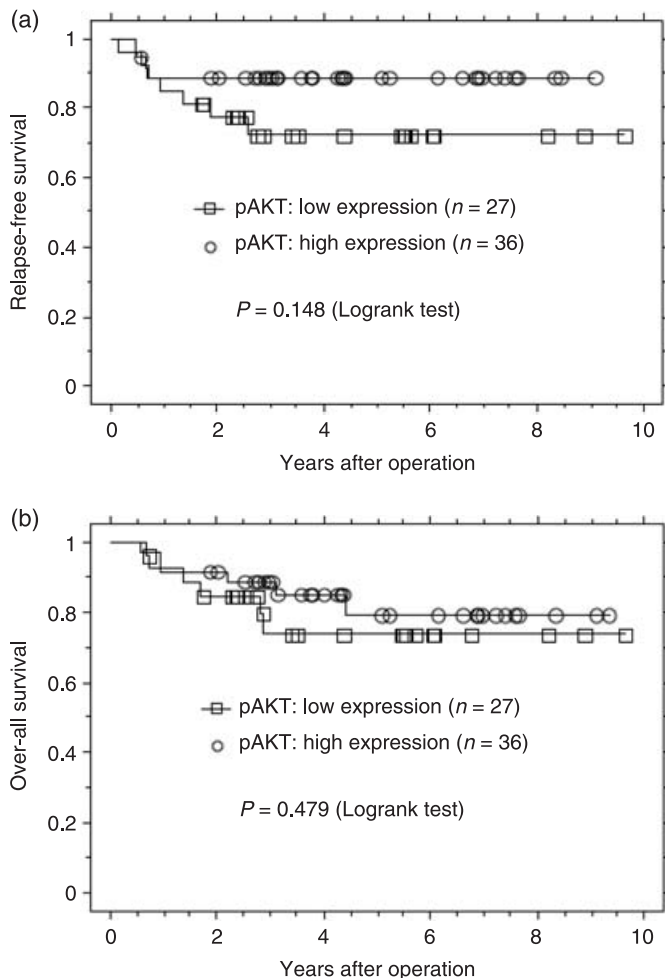 (a)
1
0.8
0.6
0.4
0.2
0
Relapse-free survival
pAKT: low expression (n = 27)
pAKT: high expression (n = 36)
P = 0.148 (Logrank test)
0 2 4 6 8 10
Years after operation
(b)
1
0.8
0.6
0.4
0.2
0
Over-all survival
pAKT: low expression (n = 27)
pAKT: high expression (n = 36)
P = 0.479 (Logrank test)
0 2 4 6 8 10
Years after operation